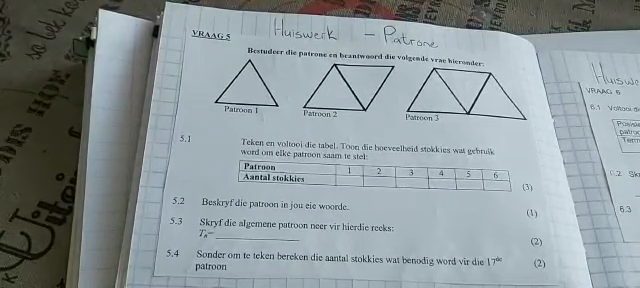 Huiswerk - Patrone
VRAAG 5
Bestudeer die patrone en beantwoord die volgende vrae hieronder:
Patroon 1
Patroon 2
Patroon 3
5.1 Teken en voltooi die tabel. Toon die hoeveelheid stokkies wat gebruik
word om elke patroon saam te stel:
Patroon 1 2 3 4 5 6
Aantal stokkies
(3)
5.2 Beskryf die patroon in jou eie woorde.
(1)
5.3 Skryf die algemene patroon neer vir hierdie reeks:
Tₙ=
(2)
5.4 Sonder om te teken bereken die aantal stokkies wat benodig word vir die 17de
patroon
(2)
VRAAG 6
6.1 Voltooi
Term
6.3